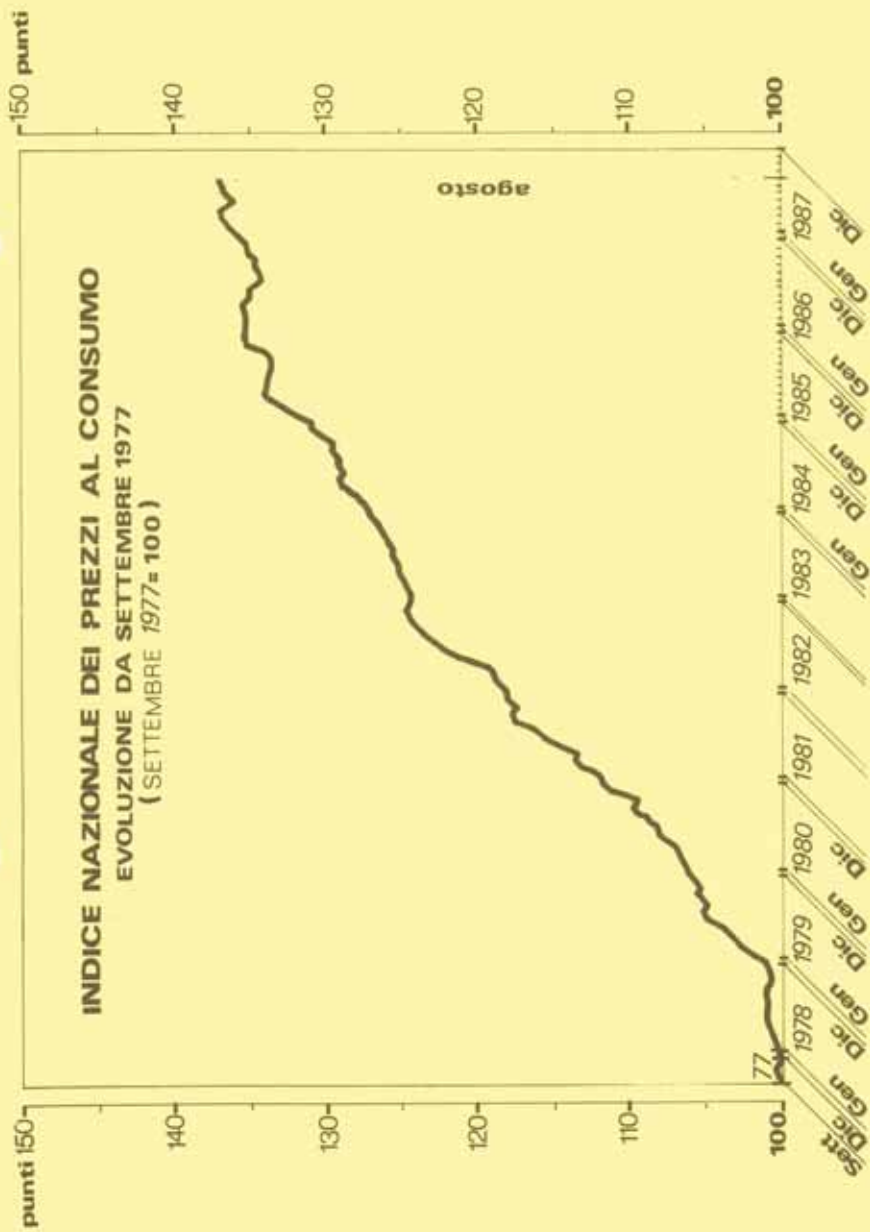 INDICE NAZIONALE DEI PREZZI AL CONSUMO
EVOLUZIONE DA SETTEMBRE 1977
( SETTEMBRE 1977=100 )
punti 150
140
130
120
110
100
150 punti
140
130
120
110
100
agosto
77 1978 1979 1980 1981 1982 1983 1984 1985 1986 1987
Sett Dic Gen Dic Gen Dic Gen Dic Gen Dic Gen Dic Gen Dic Gen Dic